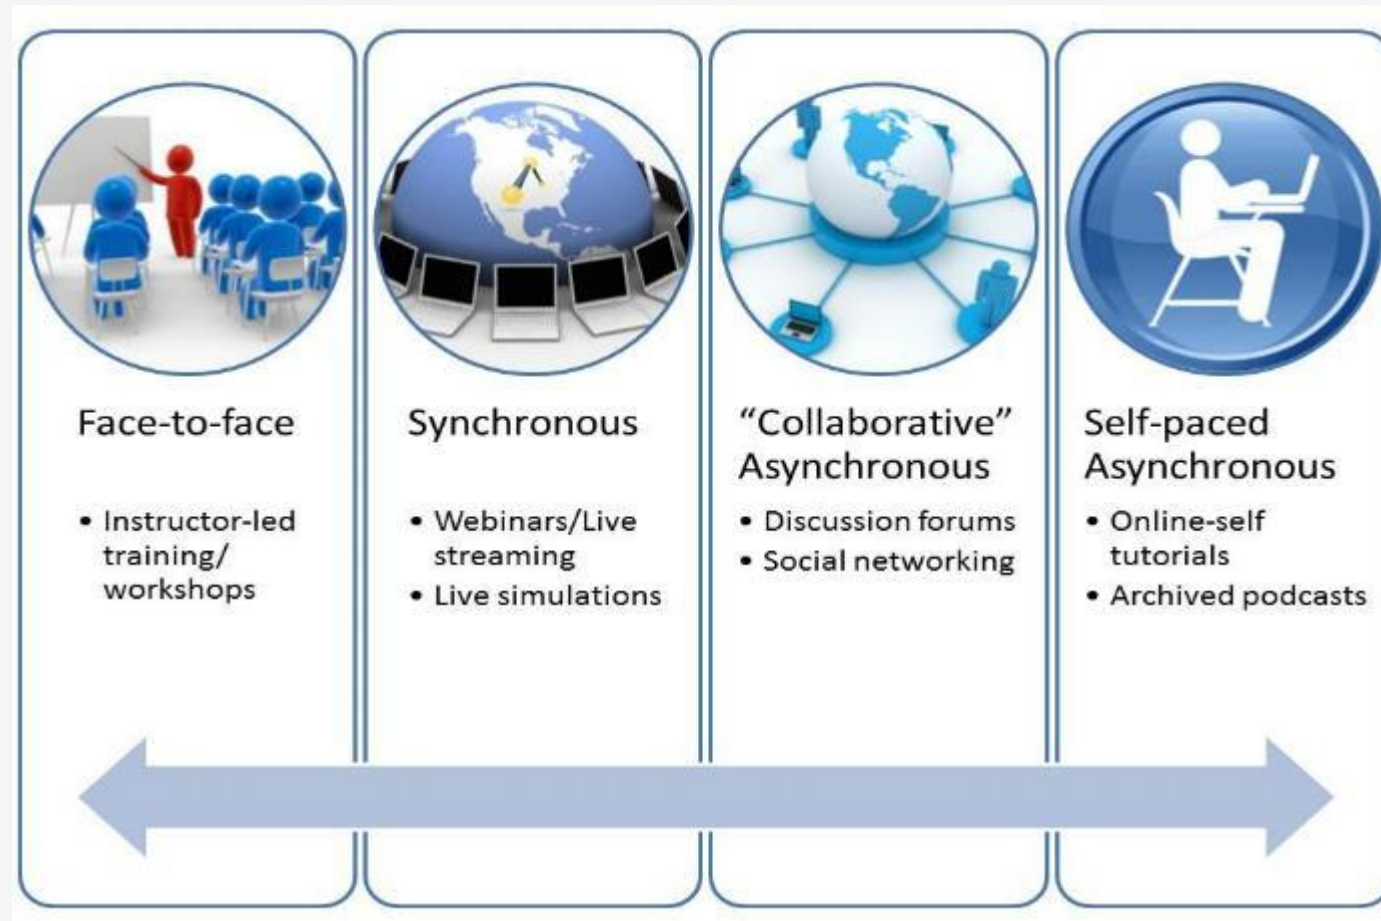 Face-to-face
• Instructor-led
training/
workshops
Synchronous
• Webinars/Live
streaming
• Live simulations
“Collaborative”
Asynchronous
• Discussion forums
• Social networking
Self-paced
Asynchronous
• Online-self
tutorials
• Archived podcasts